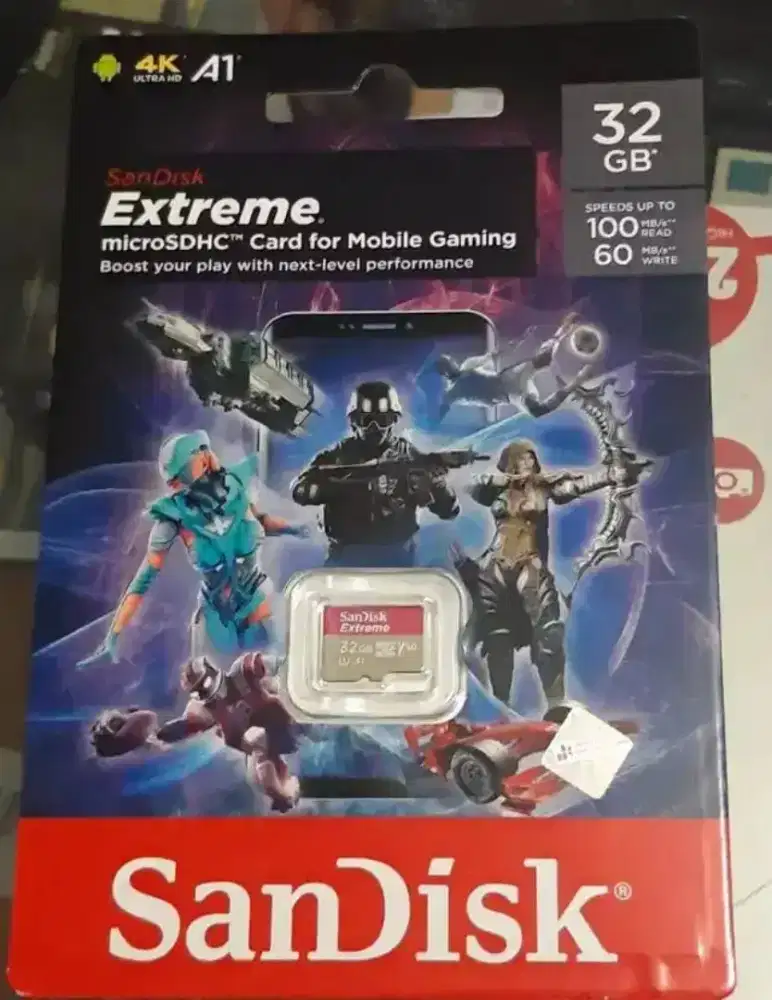 4K
ULTRA HD
A1
32
GB*
SanDisk
Extreme®
microSDHC™ Card for Mobile Gaming
Boost your play with next-level performance
SPEEDS UP TO
100 MB/s** READ
60 MB/s** WRITE
SanDisk
Extreme
32GB
SanDisk®
2